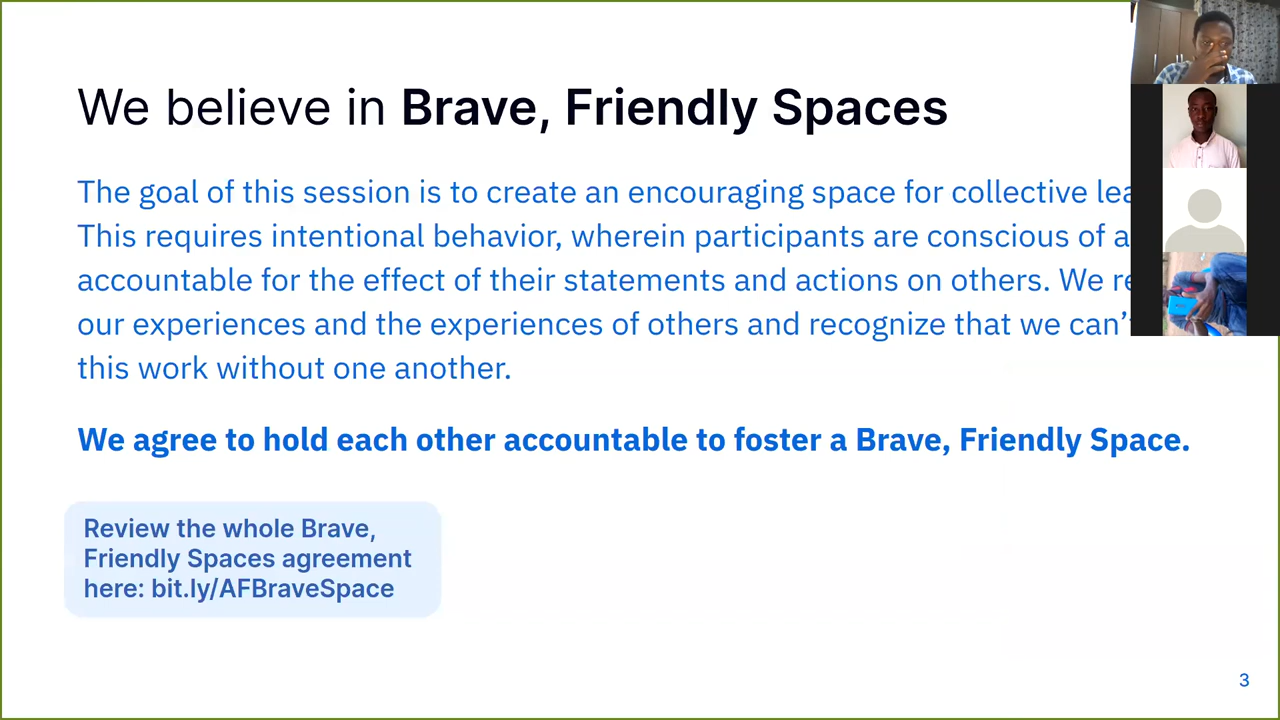 We believe in Brave, Friendly Spaces
The goal of this session is to create an encouraging space for collective
This requires intentional behavior, wherein participants are conscious of
accountable for the effect of their statements and actions on others. We
our experiences and the experiences of others and recognize that we can't
this work without one another.
We agree to hold each other accountable to foster a Brave, Friendly Space.
Review the whole Brave,
Friendly Spaces agreement
here: bit.ly/AFBraveSpace
3